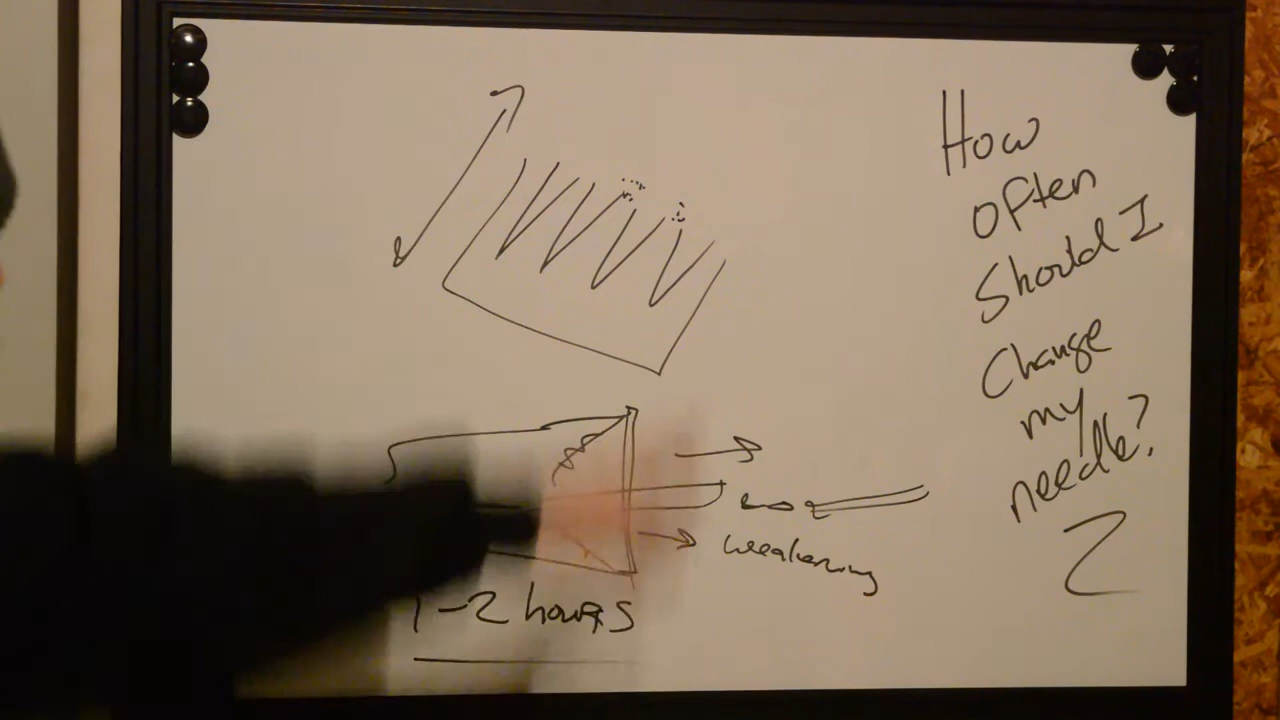 How
often
Should I
Change
my
needle?
weakening
1-2 hours